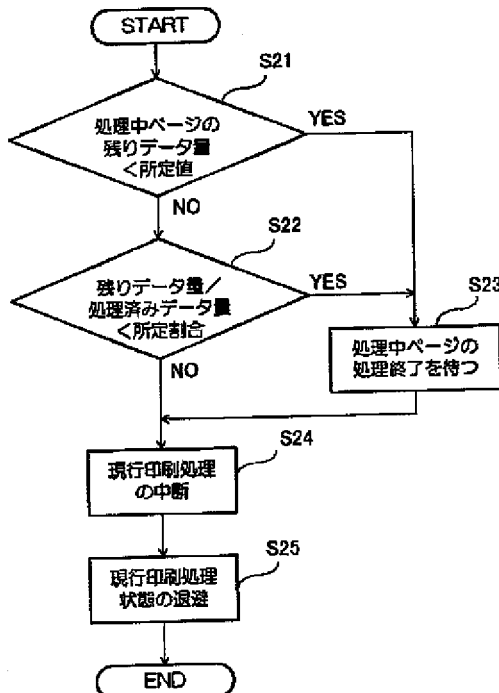 START
S21
処理中ページの
残りデータ量
<所定値
YES
NO
S22
残りデータ量/
処理済みデータ量
<所定割合
YES
NO
S23
処理中ページの
処理終了を待つ
S24
現行印刷処理
の中断
S25
現行印刷処理
状態の退避
END